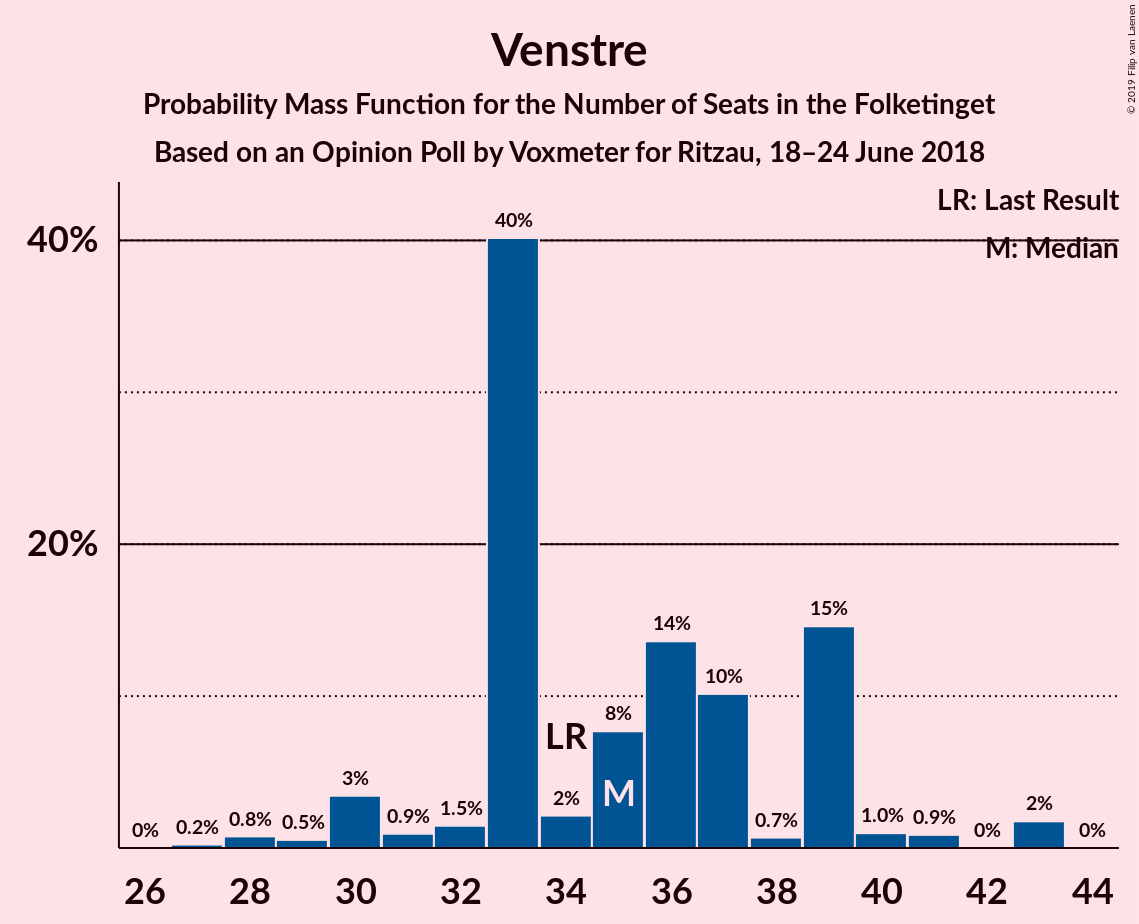 Venstre
Probability Mass Function for the Number of Seats in the Folketinget
Based on an Opinion Poll by Voxmeter for Ritzau, 18–24 June 2018
© 2019 Filip van Laenen
LR: Last Result
M: Median
40%
20%
0%
0.2%
0.8%
0.5%
3%
0.9%
1.5%
40%
2%
8%
14%
10%
0.7%
15%
1.0%
0.9%
0%
2%
0%
LR
M
26 28 30 32 34 36 38 40 42 44